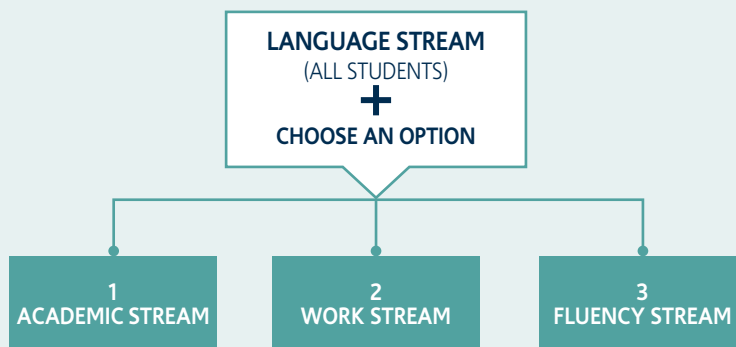 LANGUAGE STREAM
(ALL STUDENTS)
+
CHOOSE AN OPTION
1
ACADEMIC STREAM
2
WORK STREAM
3
FLUENCY STREAM